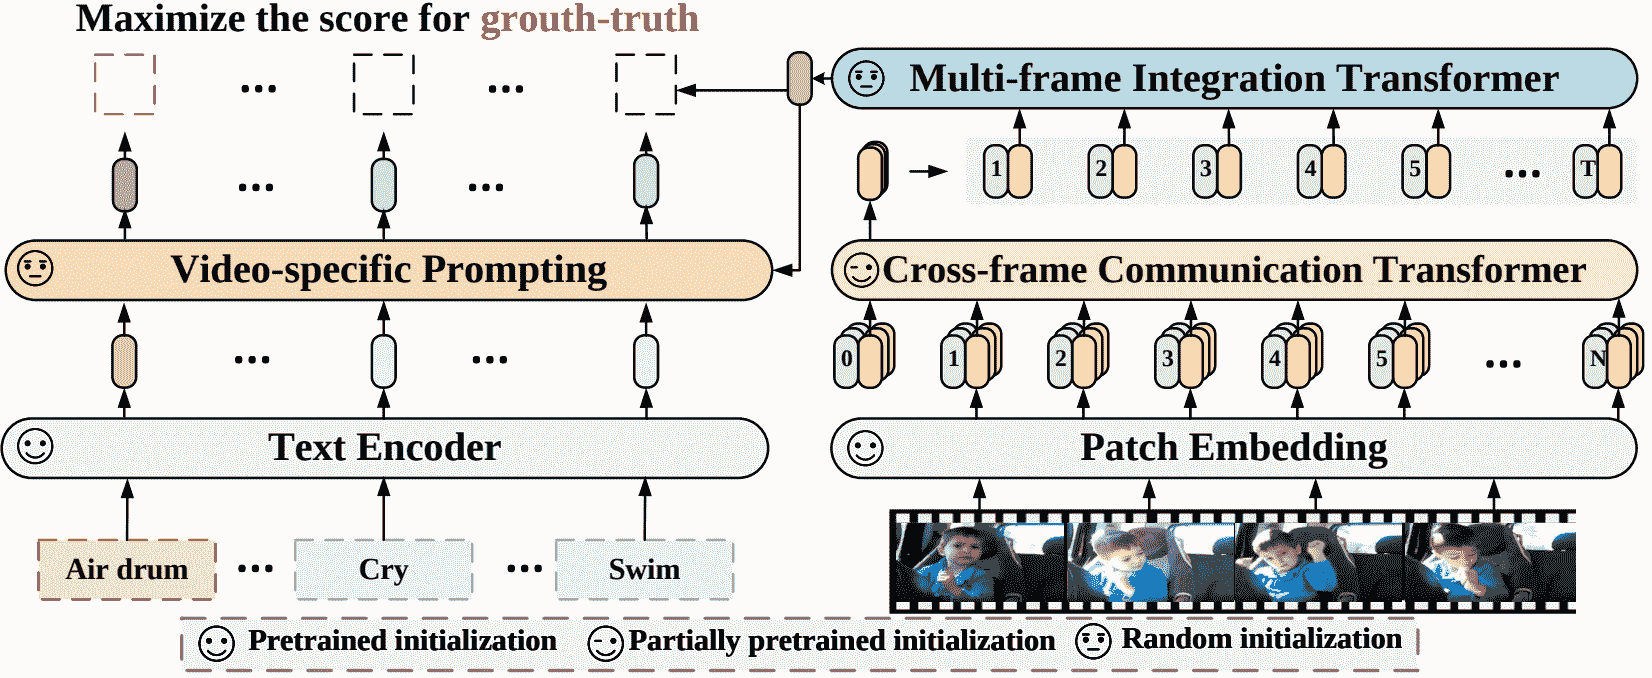 Maximize the score for grouth-truth
Multi-frame Integration Transformer
1 2 3 4 5 ... T
Video-specific Prompting
Cross-frame Communication Transformer
0 1 2 3 4 5 ... N
Text Encoder
Patch Embedding
Air drum ... Cry ... Swim
Pretrained initialization Partially pretrained initialization Random initialization